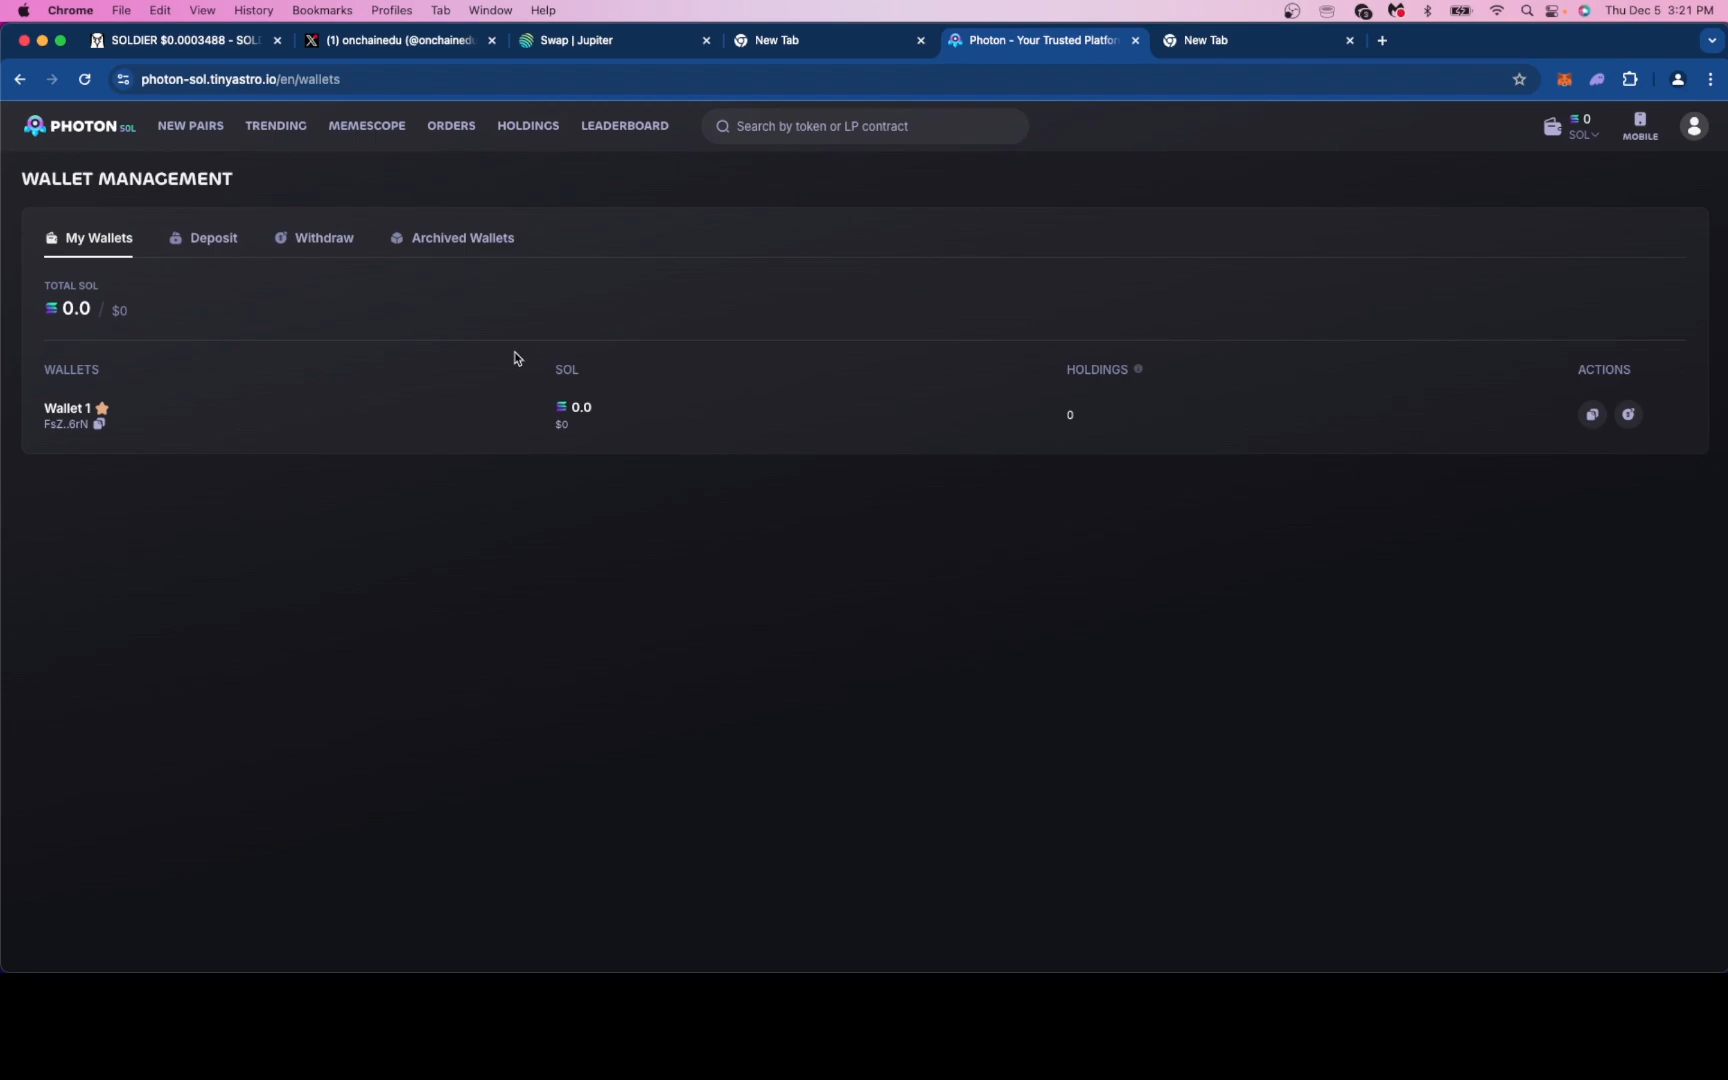 Chrome File Edit View History Bookmarks Profiles Tab Window Help Thu Dec 5 3:21 PM
SOLDIER $0.0003488 - SOL (1) onchainedu (@onchainedu Swap | Jupiter New Tab Photon - Your Trusted Platfor New Tab
photon-sol.tinyastro.io/en/wallets
PHOTON SOL NEW PAIRS TRENDING MEMESCOPE ORDERS HOLDINGS LEADERBOARD Search by token or LP contract 0 SOL MOBILE
WALLET MANAGEMENT
My Wallets Deposit Withdraw Archived Wallets
TOTAL SOL
0.0 / $0
WALLETS SOL HOLDINGS ACTIONS
Wallet 1 0.0 0
FsZ..6rN $0